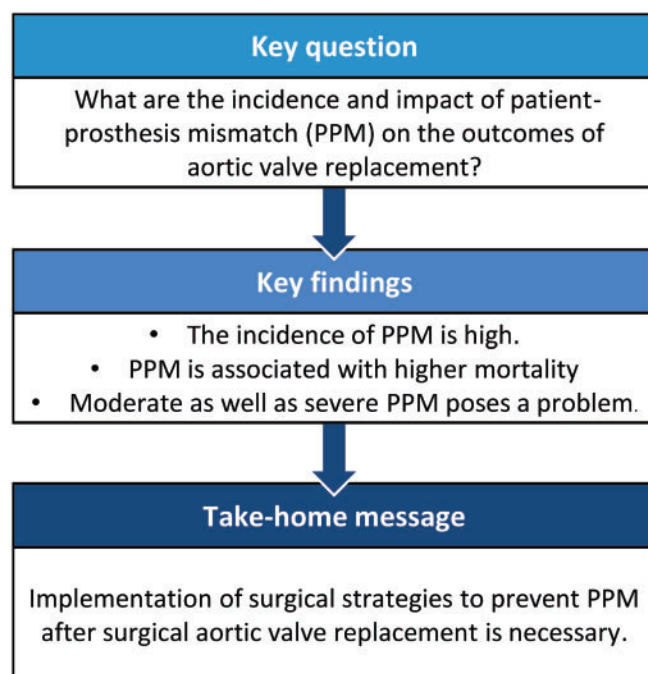 Key question
What are the incidence and impact of patient-
prosthesis mismatch (PPM) on the outcomes of
aortic valve replacement?
Key findings
• The incidence of PPM is high.
• PPM is associated with higher mortality
• Moderate as well as severe PPM poses a problem.
Take-home message
Implementation of surgical strategies to prevent PPM
after surgical aortic valve replacement is necessary.